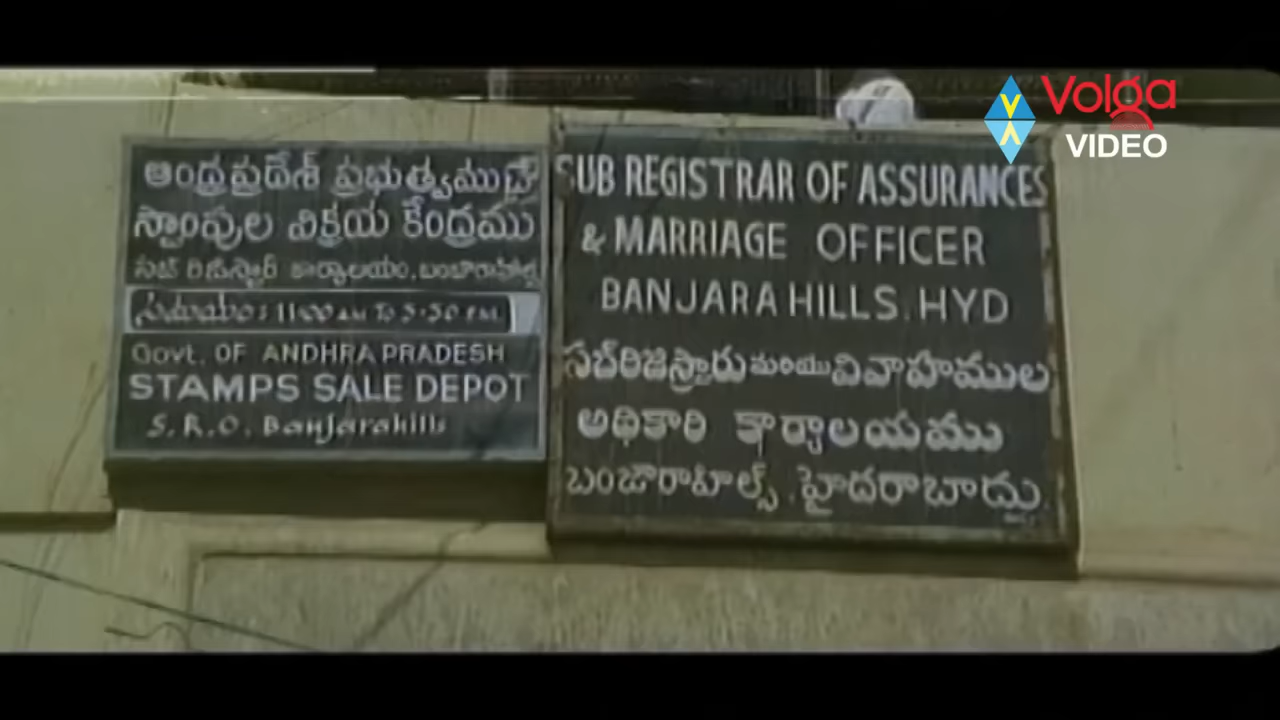 ఆంధ్రప్రదేశ్ ప్రభుత్వము
స్టాంపుల విక్రయ కేంద్రము
సబ్ రిజిస్ట్రార్ కార్యాలయం, బంజారాహిల్స్
సమయం: 11-00 AM To 5-30 P.M.
Govt. OF ANDHRA PRADESH
STAMPS SALE DEPOT
S.R.O. Banjarahills
SUB REGISTRAR OF ASSURANCES
& MARRIAGE OFFICER
BANJARA HILLS. HYD
సబ్‌రిజిస్ట్రారు మరియు వివాహముల
అధికారి కార్యాలయము
బంజారాహిల్స్. హైదరాబాద్దు.
Volga
VIDEO